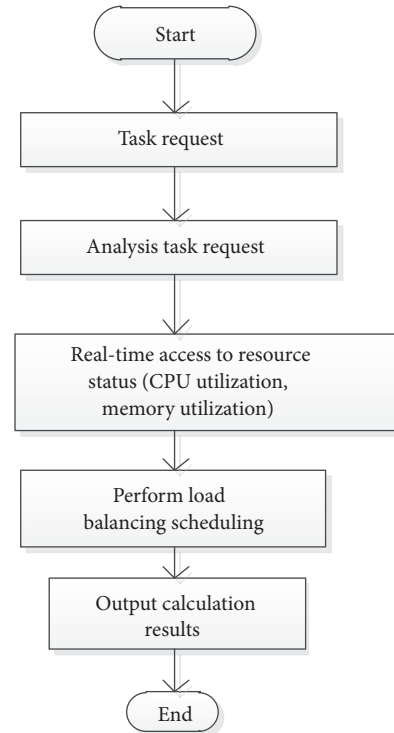 Start
Task request
Analysis task request
Real-time access to resource
status (CPU utilization,
memory utilization)
Perform load
balancing scheduling
Output calculation
results
End